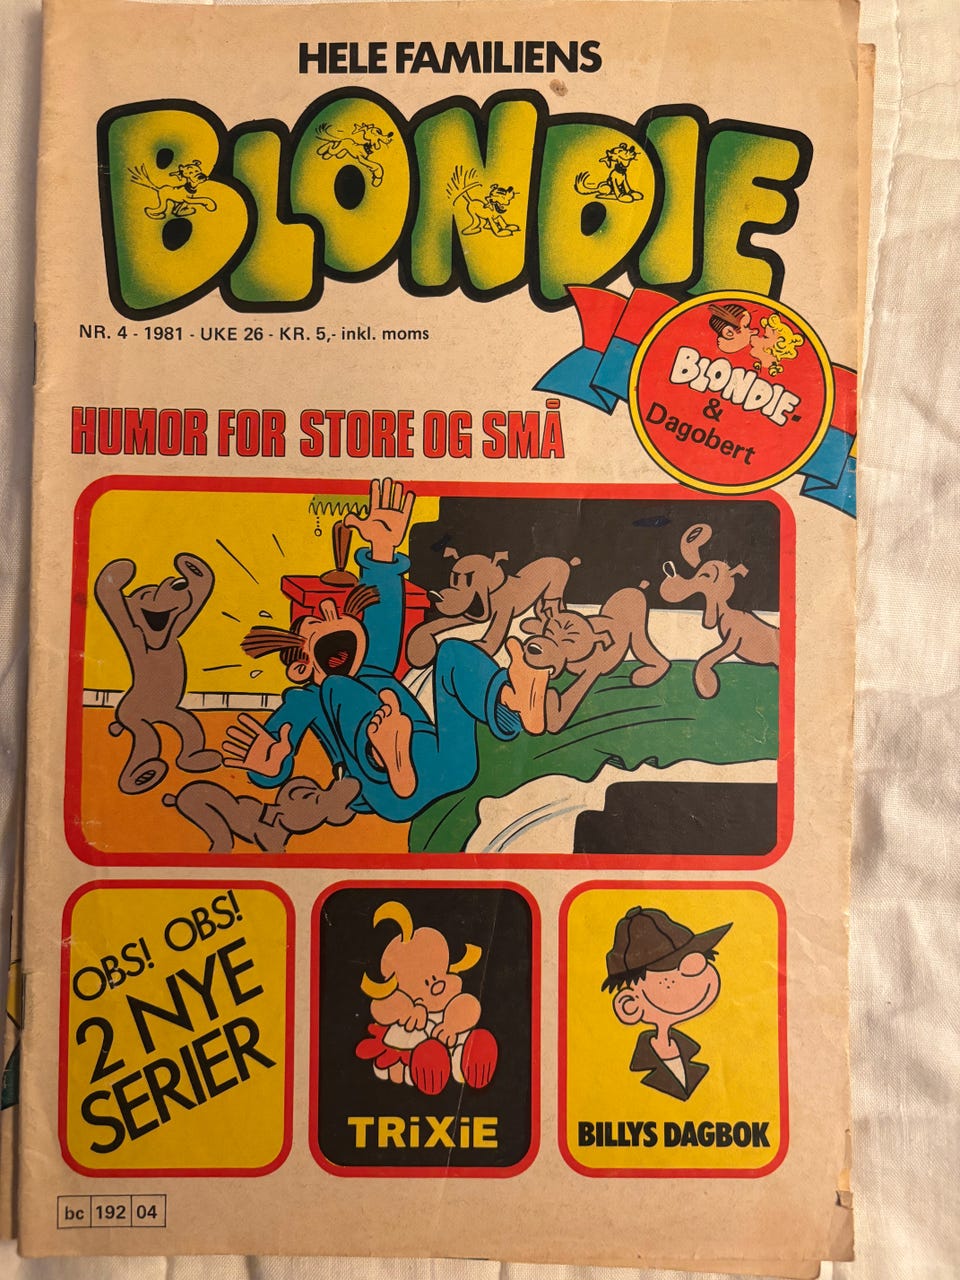 HELE FAMILIENS
BLONDIE
NR. 4 - 1981 - UKE 26 - KR. 5,- inkl. moms
BLONDIE-
&
Dagobert
HUMOR FOR STORE OG SMÅ
OBS! OBS!
2 NYE
SERIER
TRiXiE
BILLYS DAGBOK
bc 192 04